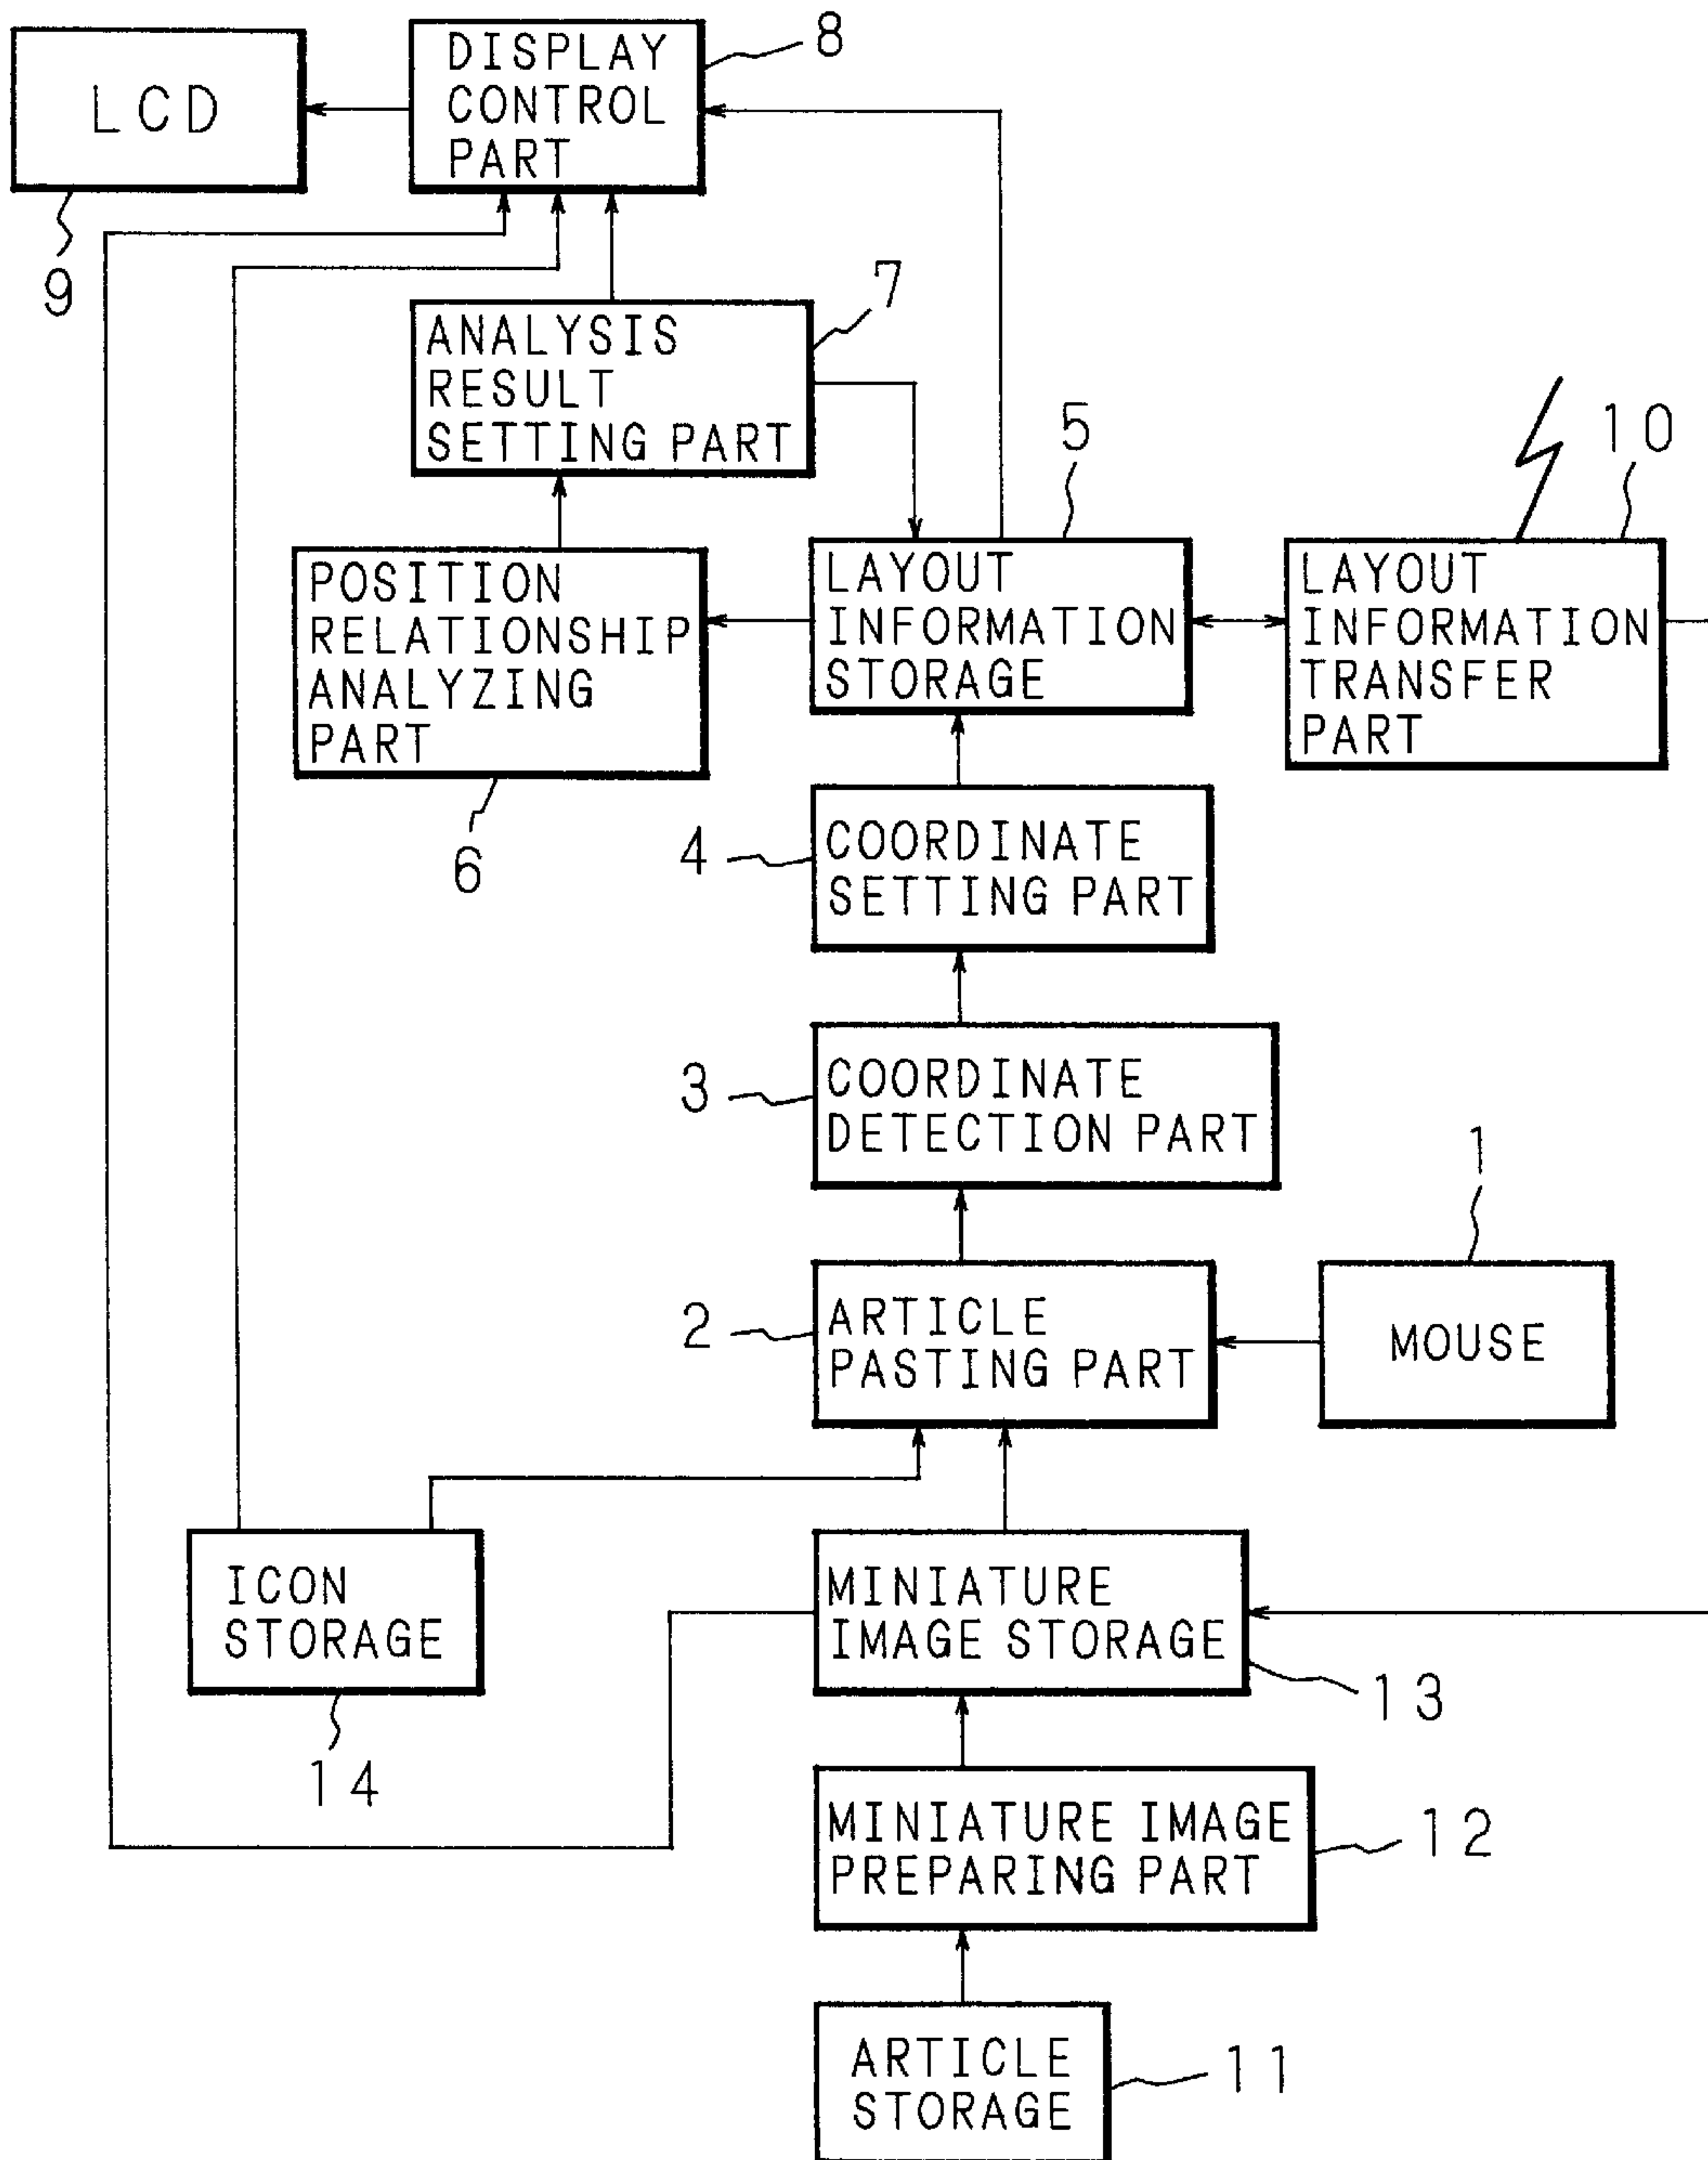 LCD
9
DISPLAY
CONTROL
PART
8
ANALYSIS
RESULT
SETTING PART
7
POSITION
RELATIONSHIP
ANALYZING
PART
6
LAYOUT
INFORMATION
STORAGE
5
LAYOUT
INFORMATION
TRANSFER
PART
10
4
COORDINATE
SETTING PART
3
COORDINATE
DETECTION PART
2
ARTICLE
PASTING PART
1
MOUSE
ICON
STORAGE
14
MINIATURE
IMAGE STORAGE
13
MINIATURE IMAGE
PREPARING PART
12
ARTICLE
STORAGE
11